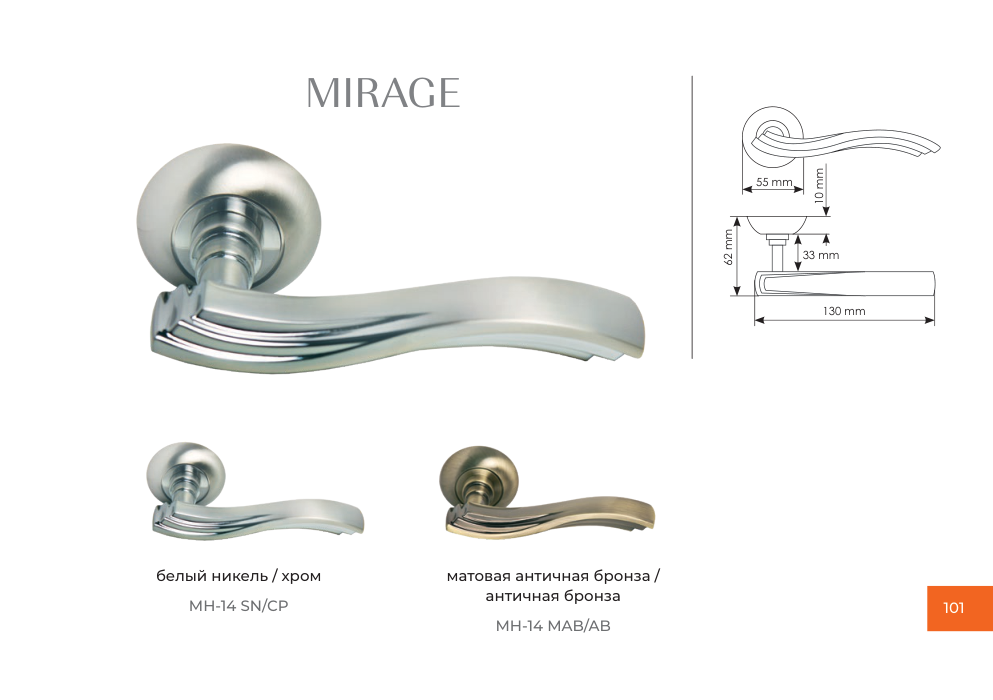 MIRAGE
55 mm
10 mm
62 mm
33 mm
130 mm
белый никель / хром
MH-14 SN/CP
матовая античная бронза /
античная бронза
MH-14 MAB/AB
101